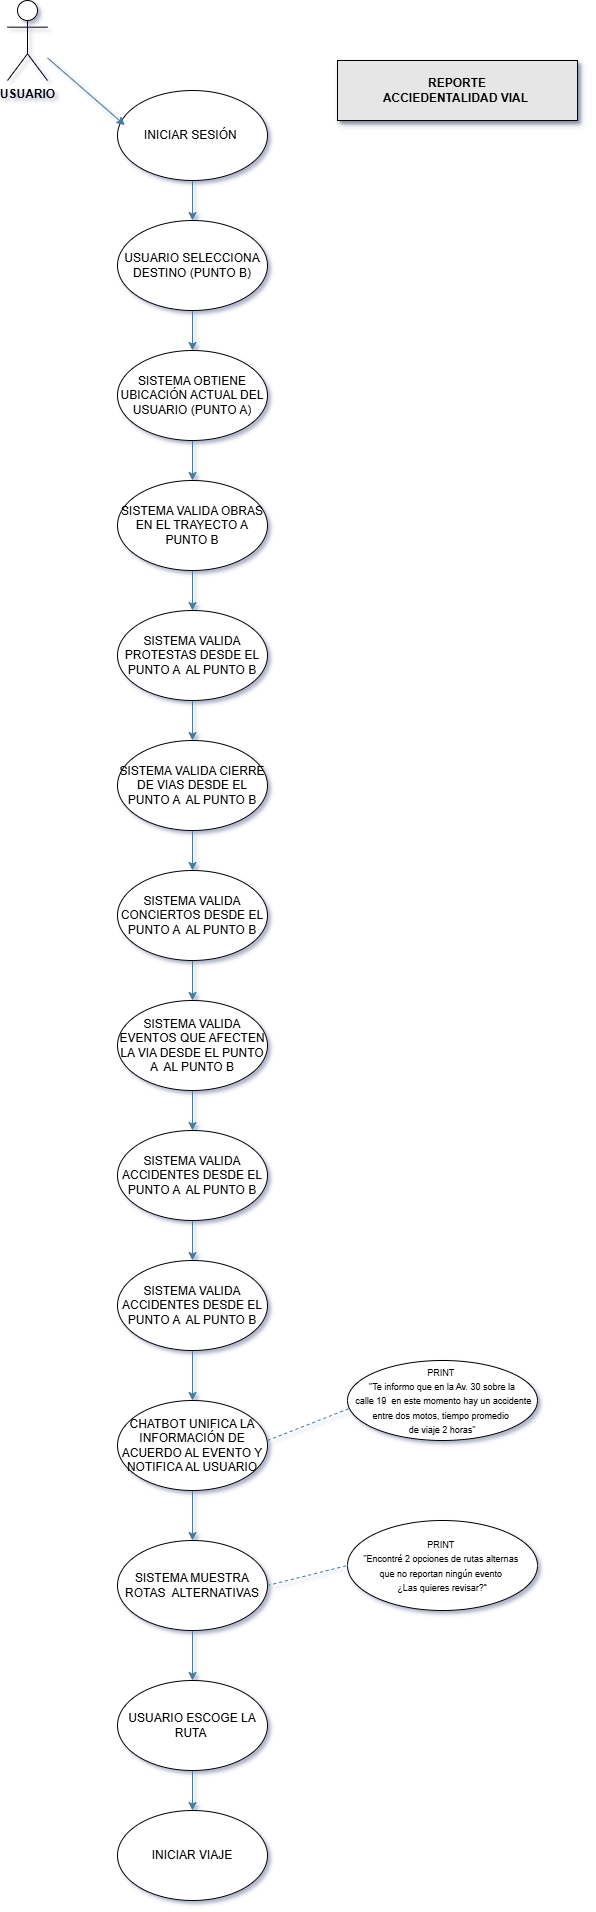 USUARIO
REPORTE
ACCIEDENTALIDAD VIAL
INICIAR SESIÓN
USUARIO SELECCIONA
DESTINO (PUNTO B)
SISTEMA OBTIENE
UBICACIÓN ACTUAL DEL
USUARIO (PUNTO A)
SISTEMA VALIDA OBRAS
EN EL TRAYECTO A
PUNTO B
SISTEMA VALIDA
PROTESTAS DESDE EL
PUNTO A  AL PUNTO B
SISTEMA VALIDA CIERRE
DE VIAS DESDE EL
PUNTO A  AL PUNTO B
SISTEMA VALIDA
CONCIERTOS DESDE EL
PUNTO A  AL PUNTO B
SISTEMA VALIDA
EVENTOS QUE AFECTEN
LA VIA DESDE EL PUNTO
A  AL PUNTO B
SISTEMA VALIDA
ACCIDENTES DESDE EL
PUNTO A  AL PUNTO B
SISTEMA VALIDA
ACCIDENTES DESDE EL
PUNTO A  AL PUNTO B
CHATBOT UNIFICA LA
INFORMACIÓN DE
ACUERDO AL EVENTO Y
NOTIFICA AL USUARIO
PRINT
"Te informo que en la Av. 30 sobre la
calle 19  en este momento hay un accidente
entre dos motos, tiempo promedio
de viaje 2 horas"
SISTEMA MUESTRA
ROTAS  ALTERNATIVAS
PRINT
"Encontré 2 opciones de rutas alternas
que no reportan ningún evento
¿Las quieres revisar?"
USUARIO ESCOGE LA
RUTA
INICIAR VIAJE